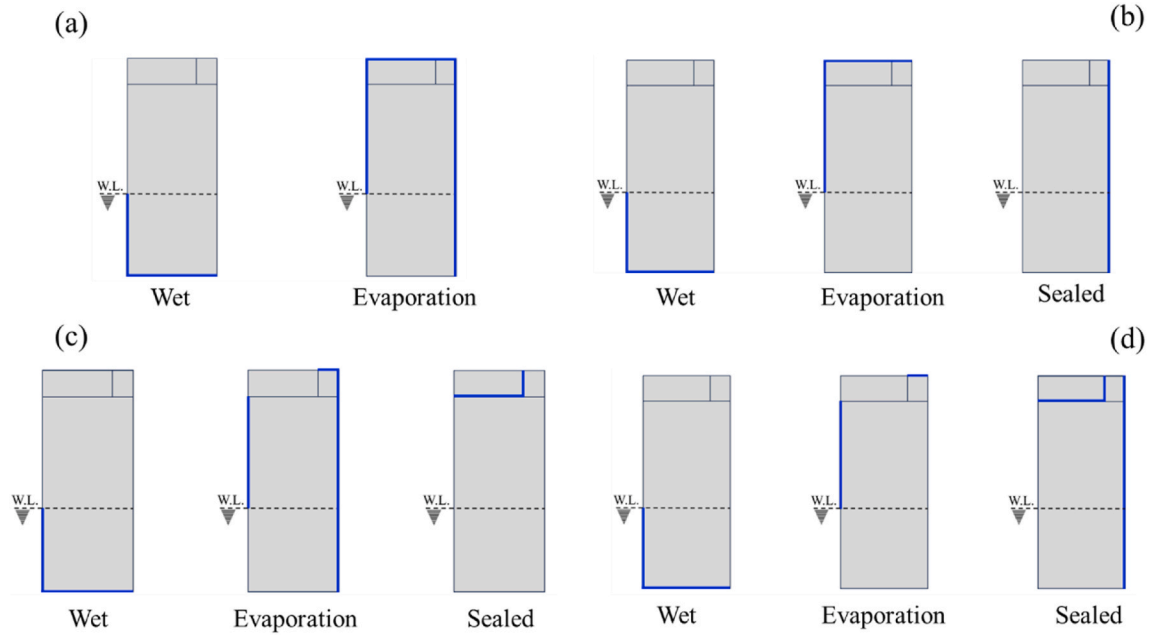 (a)
(b)
W.L.
W.L.
W.L.
W.L.
W.L.
Wet
Evaporation
Wet
Evaporation
Sealed
(c)
(d)
W.L.
W.L.
W.L.
W.L.
W.L.
W.L.
Wet
Evaporation
Sealed
Wet
Evaporation
Sealed